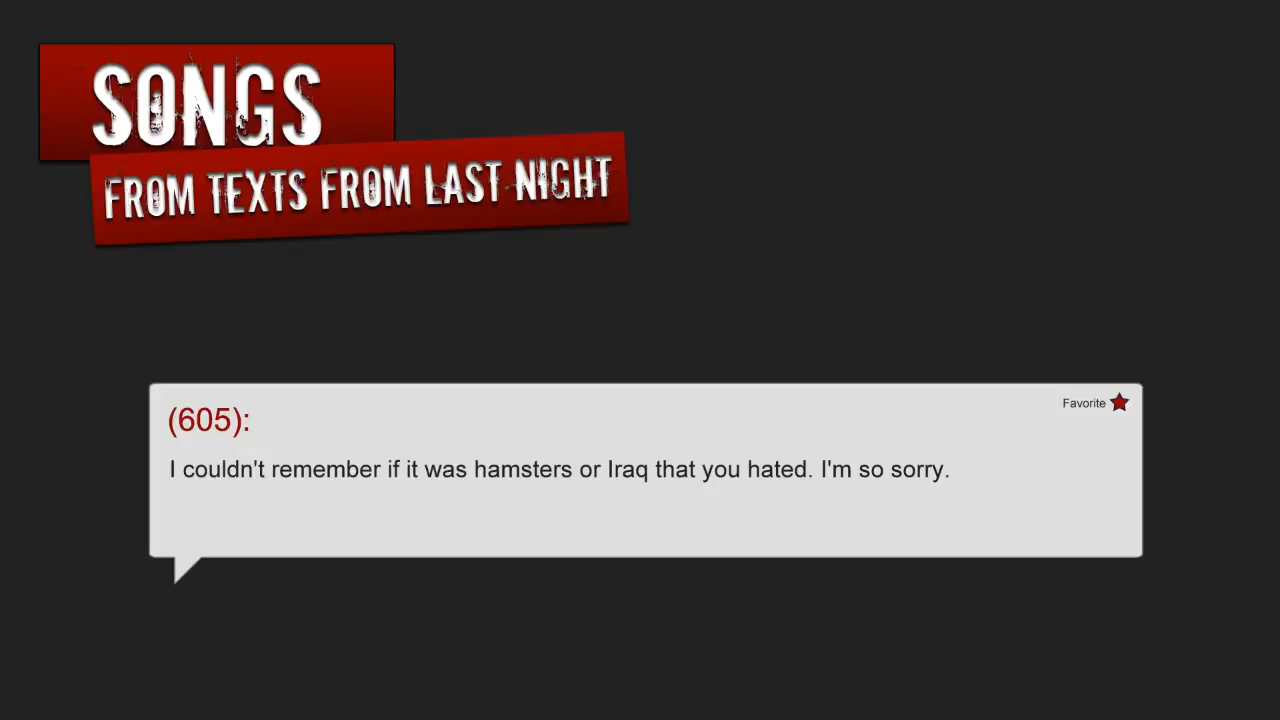 SONGS
FROM TEXTS FROM LAST NIGHT
Favorite
(605):
I couldn't remember if it was hamsters or Iraq that you hated. I'm so sorry.